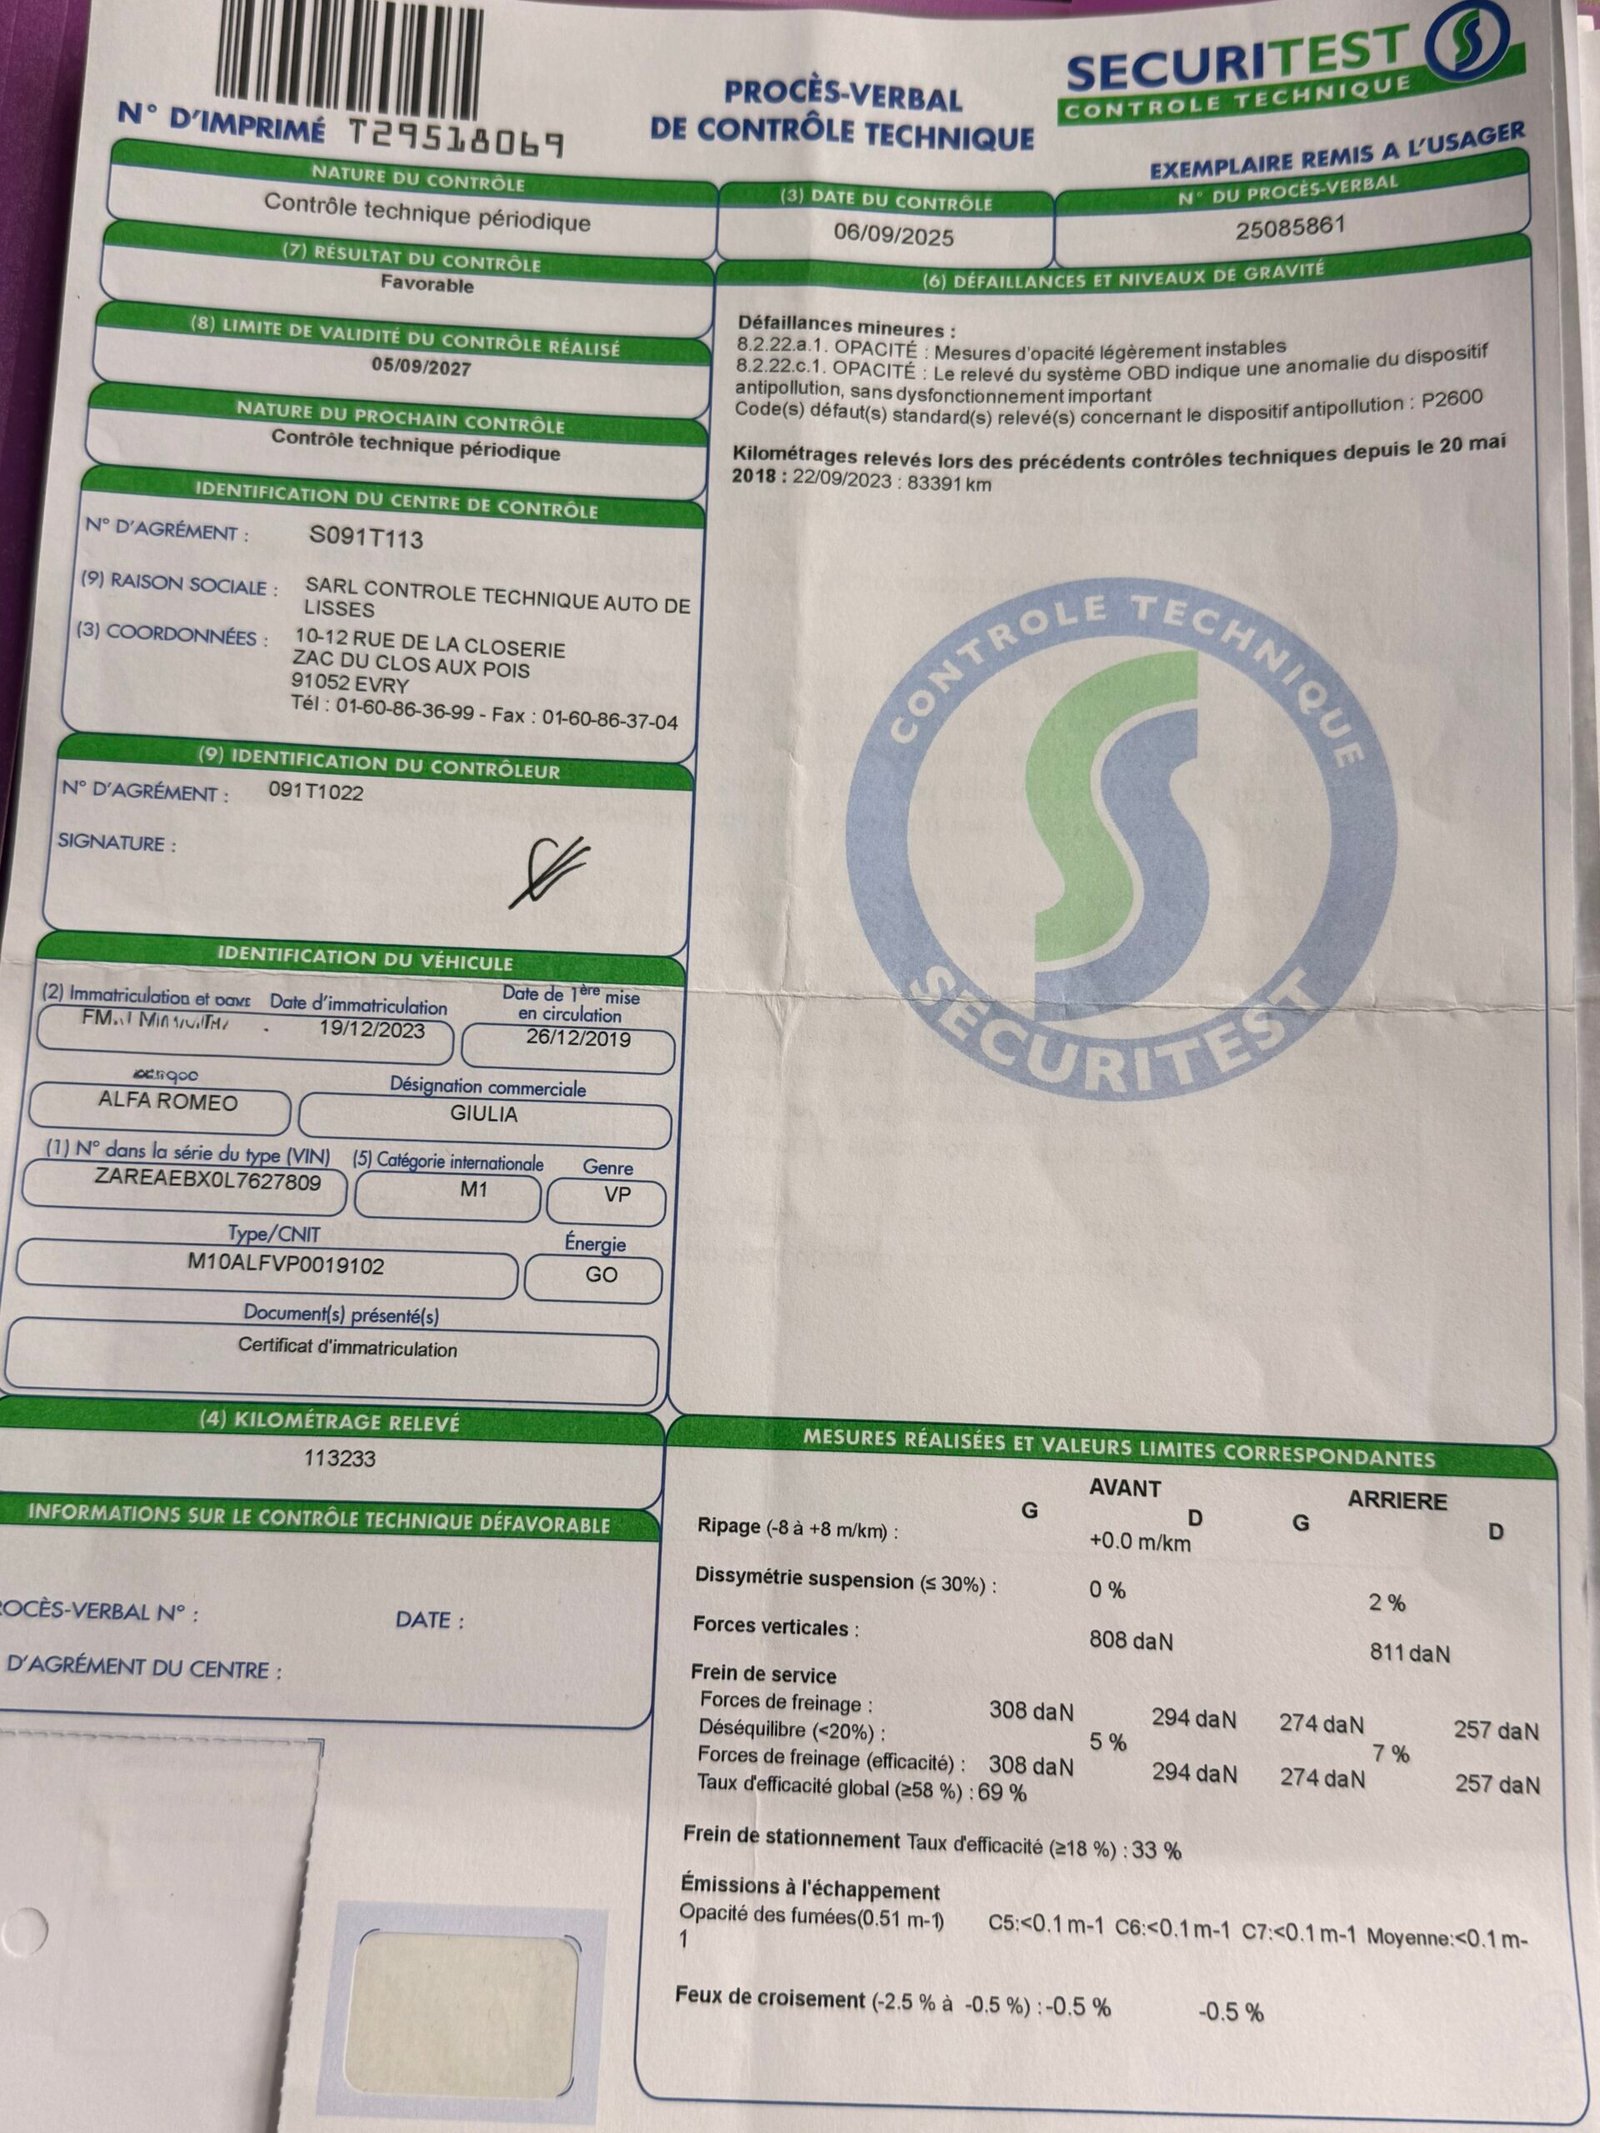 N° D'IMPRIMÉ T29518069
PROCÈS-VERBAL
DE CONTRÔLE TECHNIQUE
SECURITEST
CONTROLE TECHNIQUE
EXEMPLAIRE REMIS A L'USAGER
NATURE DU CONTRÔLE
Contrôle technique périodique
(3) DATE DU CONTRÔLE
06/09/2025
N° DU PROCÈS-VERBAL
25085861
(7) RÉSULTAT DU CONTRÔLE
Favorable
(8) LIMITE DE VALIDITÉ DU CONTRÔLE RÉALISÉ
05/09/2027
NATURE DU PROCHAIN CONTRÔLE
Contrôle technique périodique
IDENTIFICATION DU CENTRE DE CONTRÔLE
N° D'AGRÉMENT : S091T113
(9) RAISON SOCIALE : SARL CONTROLE TECHNIQUE AUTO DE
LISSES
(3) COORDONNÉES : 10-12 RUE DE LA CLOSERIE
ZAC DU CLOS AUX POIS
91052 EVRY
Tél : 01-60-86-36-99 - Fax : 01-60-86-37-04
(9) IDENTIFICATION DU CONTRÔLEUR
N° D'AGRÉMENT : 091T1022
SIGNATURE :
IDENTIFICATION DU VÉHICULE
(2) Immatriculation et pays Date d'immatriculation
19/12/2023
Date de 1ère mise
en circulation
26/12/2019
ALFA ROMEO
Désignation commerciale
GIULIA
(1) N° dans la série du type (VIN) (5) Catégorie internationale Genre
ZAREAEBX0L7627809 M1 VP
Type/CNIT Énergie
M10ALFVP0019102 GO
Document(s) présenté(s)
Certificat d'immatriculation
(4) KILOMÉTRAGE RELEVÉ
113233
INFORMATIONS SUR LE CONTRÔLE TECHNIQUE DÉFAVORABLE
OCÈS-VERBAL N° : DATE :
D'AGRÉMENT DU CENTRE :
(6) DÉFAILLANCES ET NIVEAUX DE GRAVITÉ
Défaillances mineures :
8.2.22.a.1. OPACITÉ : Mesures d'opacité légèrement instables
8.2.22.c.1. OPACITÉ : Le relevé du système OBD indique une anomalie du dispositif
antipollution, sans dysfonctionnement important
Code(s) défaut(s) standard(s) relevé(s) concernant le dispositif antipollution : P2600
Kilométrages relevés lors des précédents contrôles techniques depuis le 20 mai
2018 : 22/09/2023 : 83391 km
CONTROLE TECHNIQUE
SECURITEST
MESURES RÉALISÉES ET VALEURS LIMITES CORRESPONDANTES
AVANT ARRIERE
G D G D
Ripage (-8 à +8 m/km) : +0.0 m/km
Dissymétrie suspension (≤ 30%) : 0 % 2 %
Forces verticales : 808 daN 811 daN
Frein de service
Forces de freinage : 308 daN 294 daN 274 daN 257 daN
Déséquilibre (<20%) : 5 % 7 %
Forces de freinage (efficacité) : 308 daN 294 daN 274 daN 257 daN
Taux d'efficacité global (≥58 %) : 69 %
Frein de stationnement Taux d'efficacité (≥18 %) : 33 %
Émissions à l'échappement
Opacité des fumées(0.51 m-1) C5:<0.1 m-1 C6:<0.1 m-1 C7:<0.1 m-1 Moyenne:<0.1 m-
1
Feux de croisement (-2.5 % à -0.5 %) : -0.5 % -0.5 %